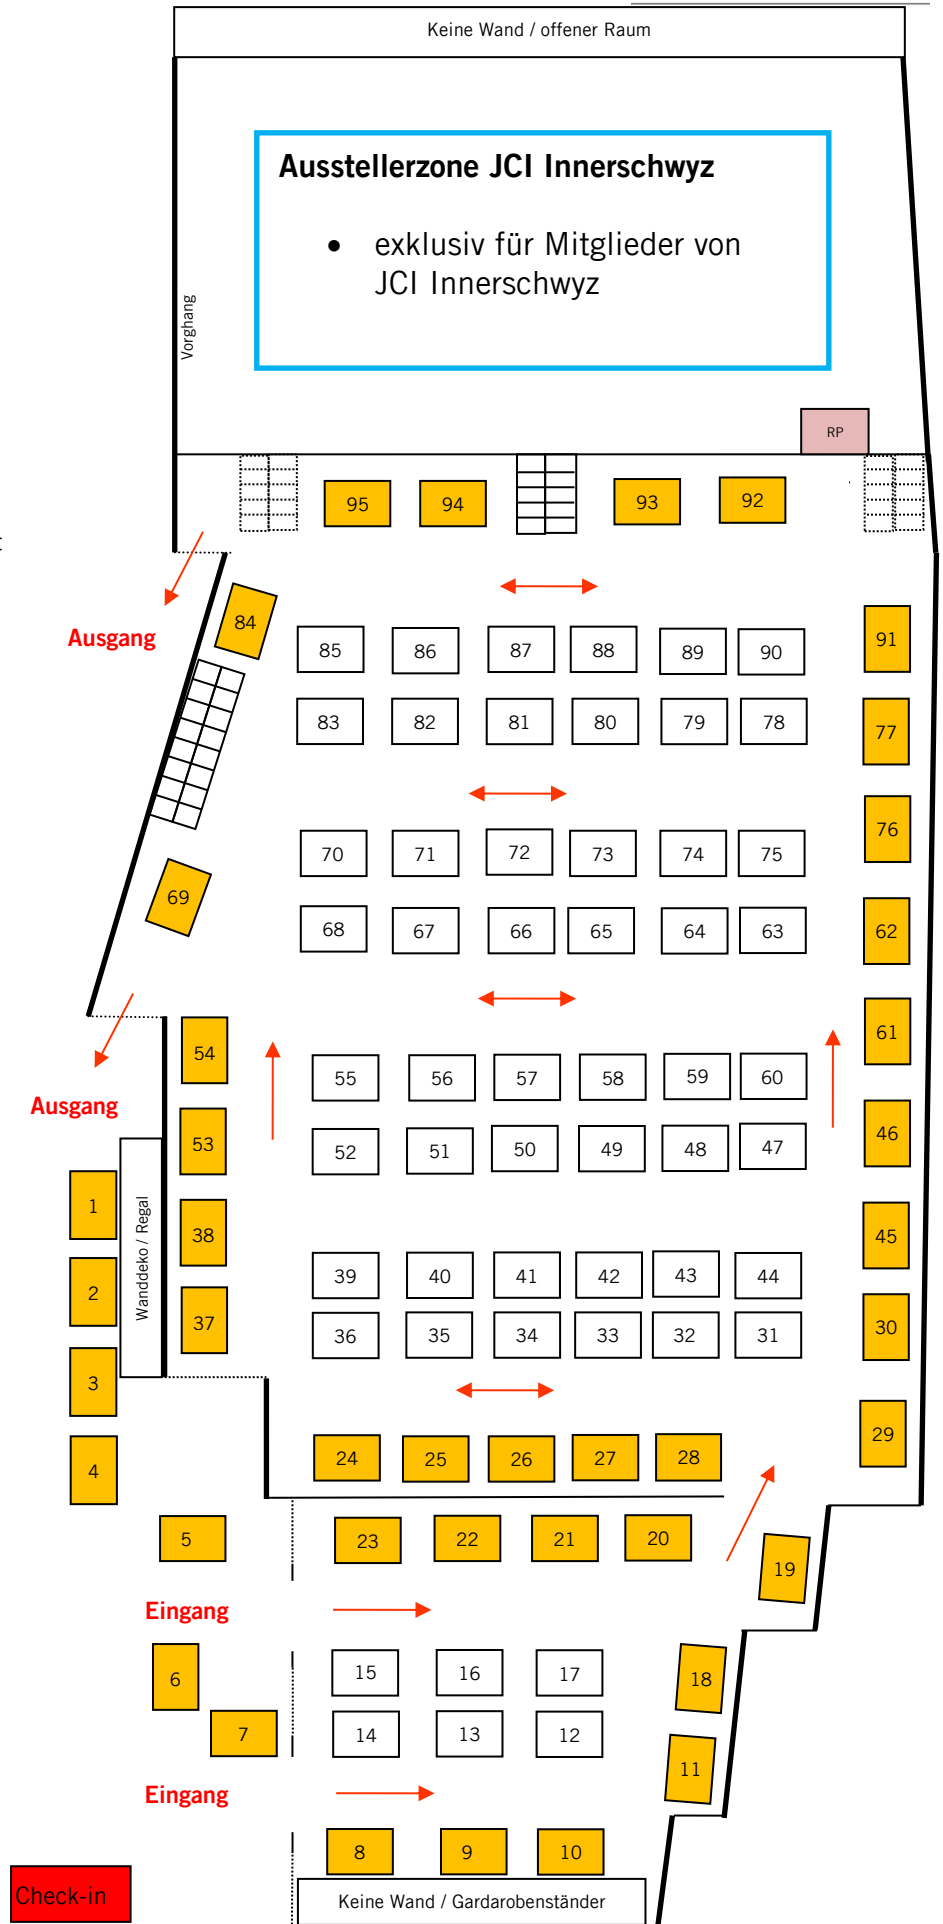 Keine Wand / offener Raum
Ausstellerzone JCI Innerschwyz
• exklusiv für Mitglieder von
JCI Innerschwyz
Vorghang
RP
95 94 93 92
84
Ausgang
91
85 86 87 88 89 90
83 82 81 80 79 78
77
70 71 72 73 74 75
76
69
68 67 66 65 64 63
62
54
61
55 56 57 58 59 60
Ausgang
53
52 51 50 49 48 47
46
1
Wanddeko / Regal
38
45
2
39 40 41 42 43 44
37
36 35 34 33 32 31
30
3
4
24 25 26 27 28
29
5
23 22 21 20
19
Eingang
6
15 16 17
18
7
14 13 12
11
Eingang
8 9 10
Check-in
Keine Wand / Gardarobenständer